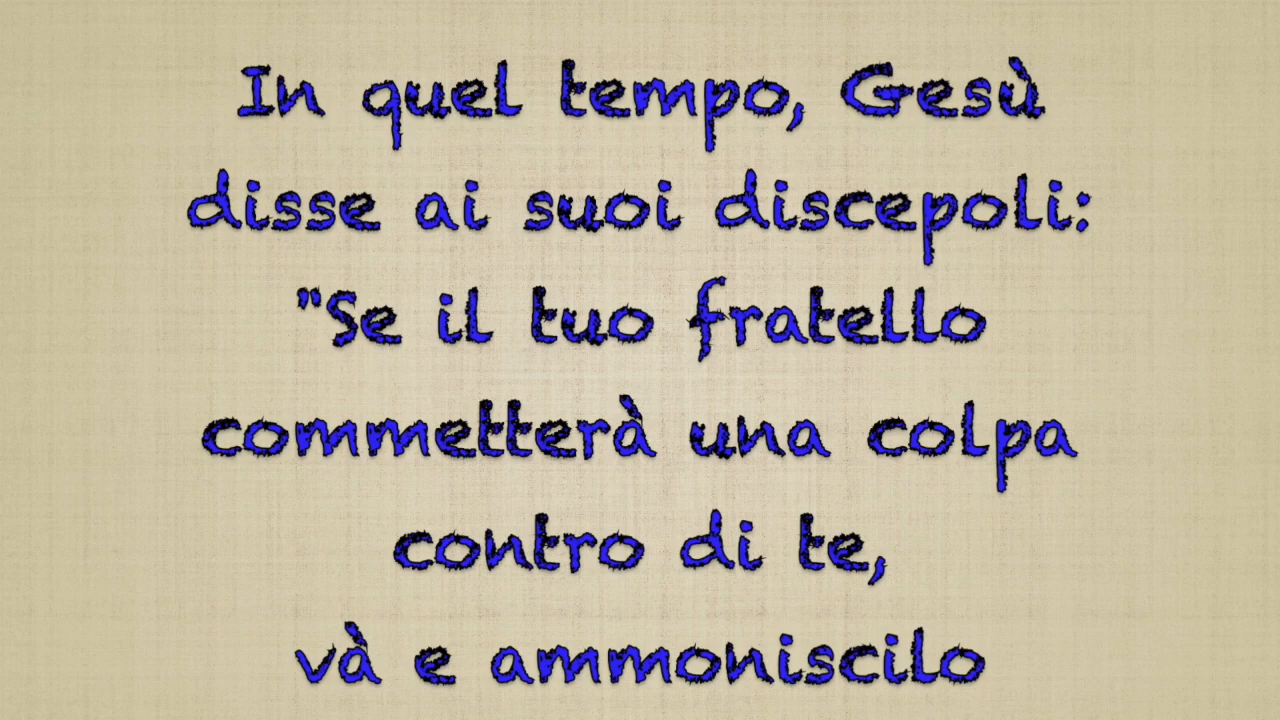 In quel tempo, Gesù
disse ai suoi discepoli:
"Se il tuo fratello
commetterà una colpa
contro di te,
và e ammoniscilo